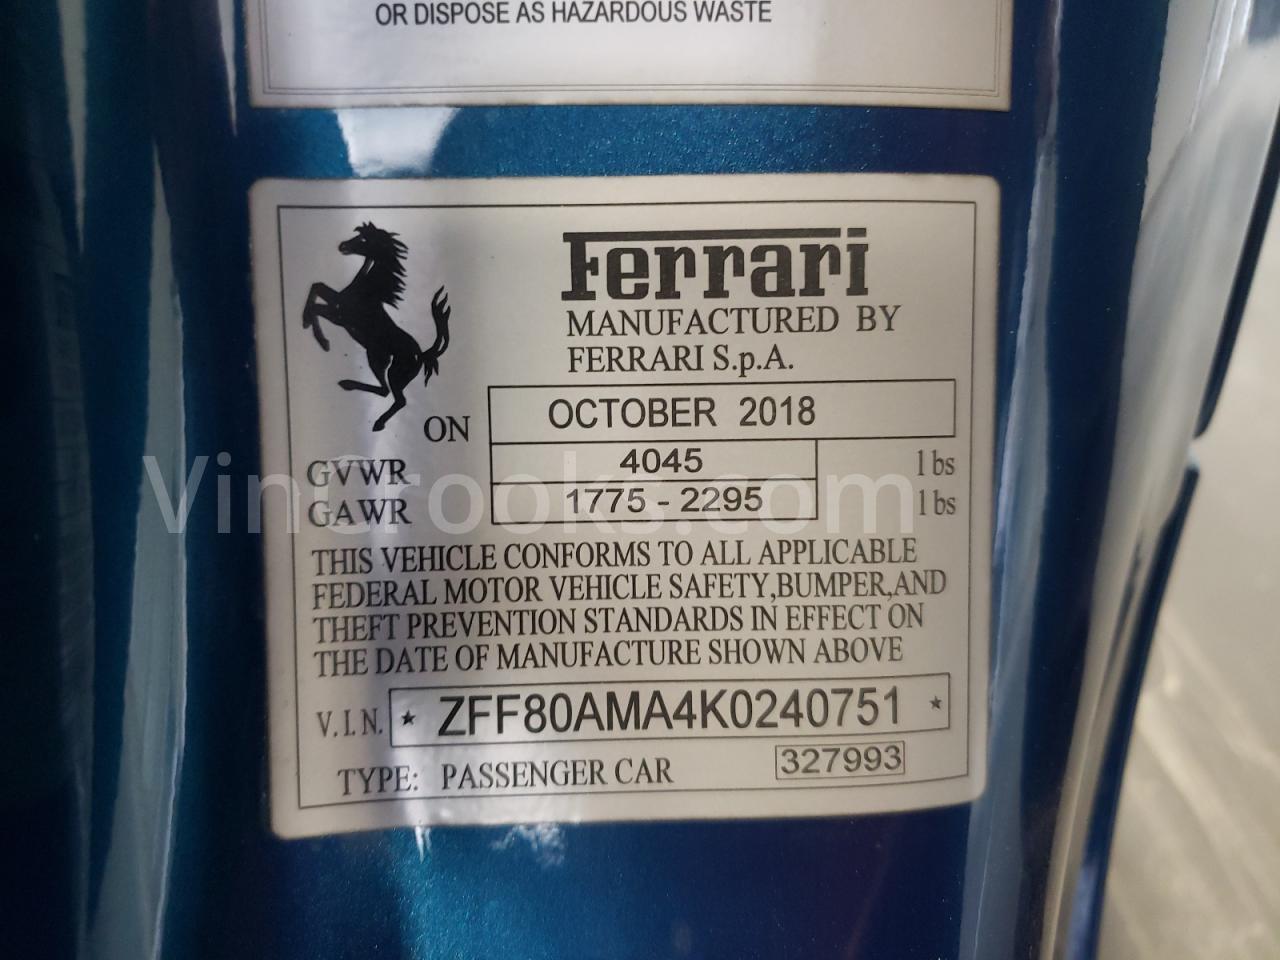 OR DISPOSE AS HAZARDOUS WASTE
Ferrari
MANUFACTURED BY
FERRARI S.p.A.
ON OCTOBER 2018
GVWR 4045 lbs
GAWR 1775 - 2295 lbs
VinCrooks.com
THIS VEHICLE CONFORMS TO ALL APPLICABLE
FEDERAL MOTOR VEHICLE SAFETY,BUMPER,AND
THEFT PREVENTION STANDARDS IN EFFECT ON
THE DATE OF MANUFACTURE SHOWN ABOVE
V.I.N. * ZFF80AMA4K0240751 *
TYPE: PASSENGER CAR 327993